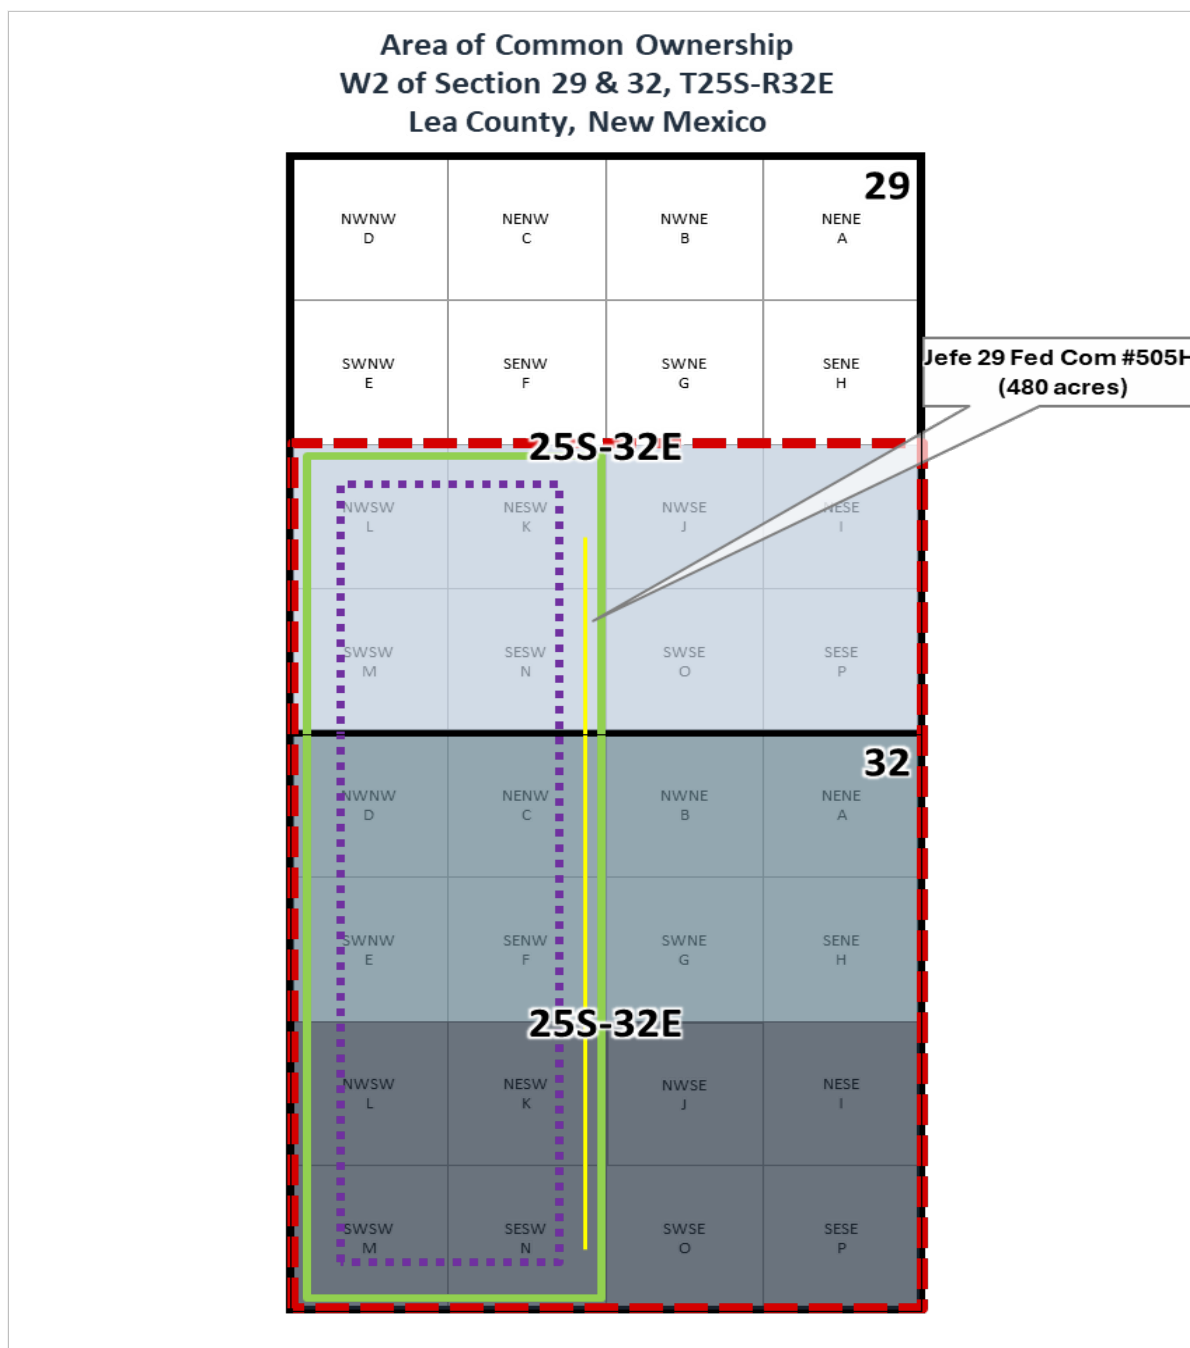 Area of Common Ownership
W2 of Section 29 & 32, T25S-R32E
Lea County, New Mexico
29
NWNW NENW NWNE NENE
D C B A
SWNW SENW SWNE SENE
E F G H
Jefe 29 Fed Com #505H
(480 acres)
25S-32E
NWSW NESW NWSE NESE
L K J I
SWSW SESW SWSE SESE
M N O P
32
NWNW NENW NWNE NENE
D C B A
SWNW SENW SWNE SENE
E F G H
25S-32E
NWSW NESW NWSE NESE
L K J I
SWSW SESW SWSE SESE
M N O P